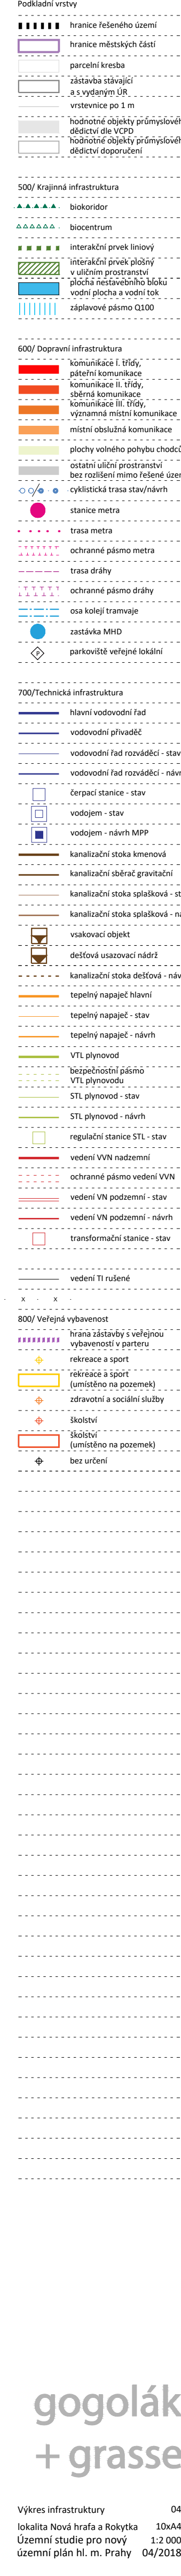 Podkladní vrstvy
hranice řešeného území
hranice městských částí
parcelní kresba
zástavba stávající
a s vydaným ÚR
vrstevnice po 1 m
hodnotné objekty
dědictví dle VCPD
hodnotné objekty
dědictví doporučení
500/ Krajinná infrastruktura
biokoridor
biocentrum
interakční prvek liniový
interakční prvek plošný
v uličním prostranství
plocha nestavebního bloku
vodní plocha a vodní tok
záplavové pásmo Q100
600/ Dopravní infrastruktura
komunikace I. třídy,
páteřní komunikace
komunikace II. třídy,
sběrná komunikace
komunikace III. třídy,
významná místní komunikace
místní obslužná komunikace
plochy volného pohybu
ostatní uliční prostranství
bez rozlišení mimo řešené
cyklistická trasa stav/návrh
stanice metra
trasa metra
ochranné pásmo metra
trasa dráhy
ochranné pásmo dráhy
osa kolejí tramvaje
zastávka MHD
P parkoviště veřejné lokální
700/Technická infrastruktura
hlavní vodovodní řad
vodovodní přivaděč
vodovodní řad rozváděcí - stav
vodovodní řad rozváděcí -
čerpací stanice - stav
vodojem - stav
vodojem - návrh MPP
kanalizační stoka kmenová
kanalizační sběrač gravitační
kanalizační stoka splašková -
kanalizační stoka splašková -
vsakovací objekt
dešťová usazovací nádrž
kanalizační stoka dešťová -
tepelný napaječ hlavní
tepelný napaječ - stav
tepelný napaječ - návrh
VTL plynovod
bezpečnostní pásmo
VTL plynovodu
STL plynovod - stav
STL plynovod - návrh
regulační stanice STL - stav
vedení VVN nadzemní
ochranné pásmo vedení VVN
vedení VN podzemní - stav
vedení VN podzemní - návrh
transformační stanice - stav
vedení TI rušené
x x
800/ Veřejná vybavenost
hrana zástavby s veřejnou
vybaveností v parteru
rekreace a sport
rekreace a sport
(umístěno na pozemek)
zdravotní a sociální služby
školství
školství
(umístěno na pozemek)
bez určení
gogolák
+ grasse
Výkres infrastruktury 04
lokalita Nová hrafa a Rokytka 10xA4
Územní studie pro nový 1:2 000
územní plán hl. m. Prahy 04/2018